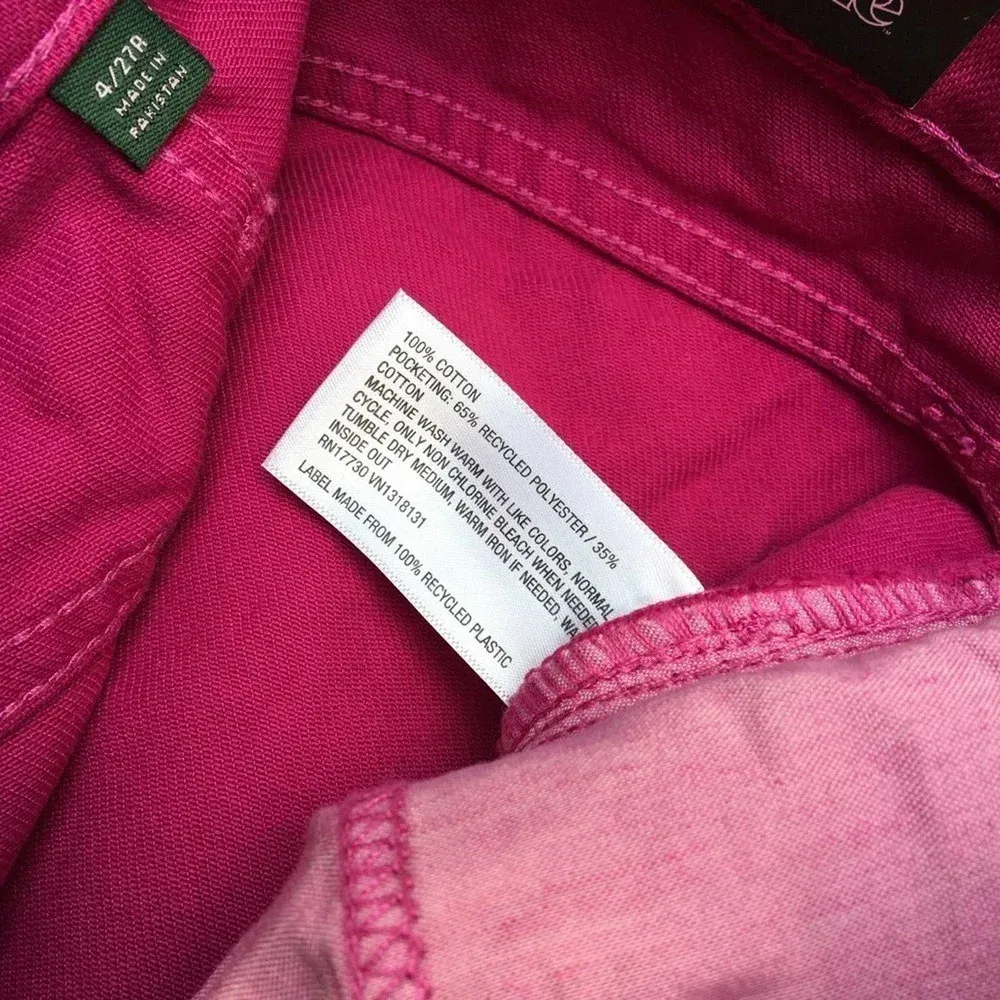 4/27R
MADE IN
PAKISTAN
100% COTTON
POCKETING: 65% RECYCLED POLYESTER / 35%
COTTON
MACHINE WASH WARM WITH LIKE COLORS, NORMAL
CYCLE, ONLY NON CHLORINE BLEACH WHEN NEEDED
TUMBLE DRY MEDIUM, WARM IRON IF NEEDED, WA
INSIDE OUT
RN17730 VN1318131
LABEL MADE FROM 100% RECYCLED PLASTIC